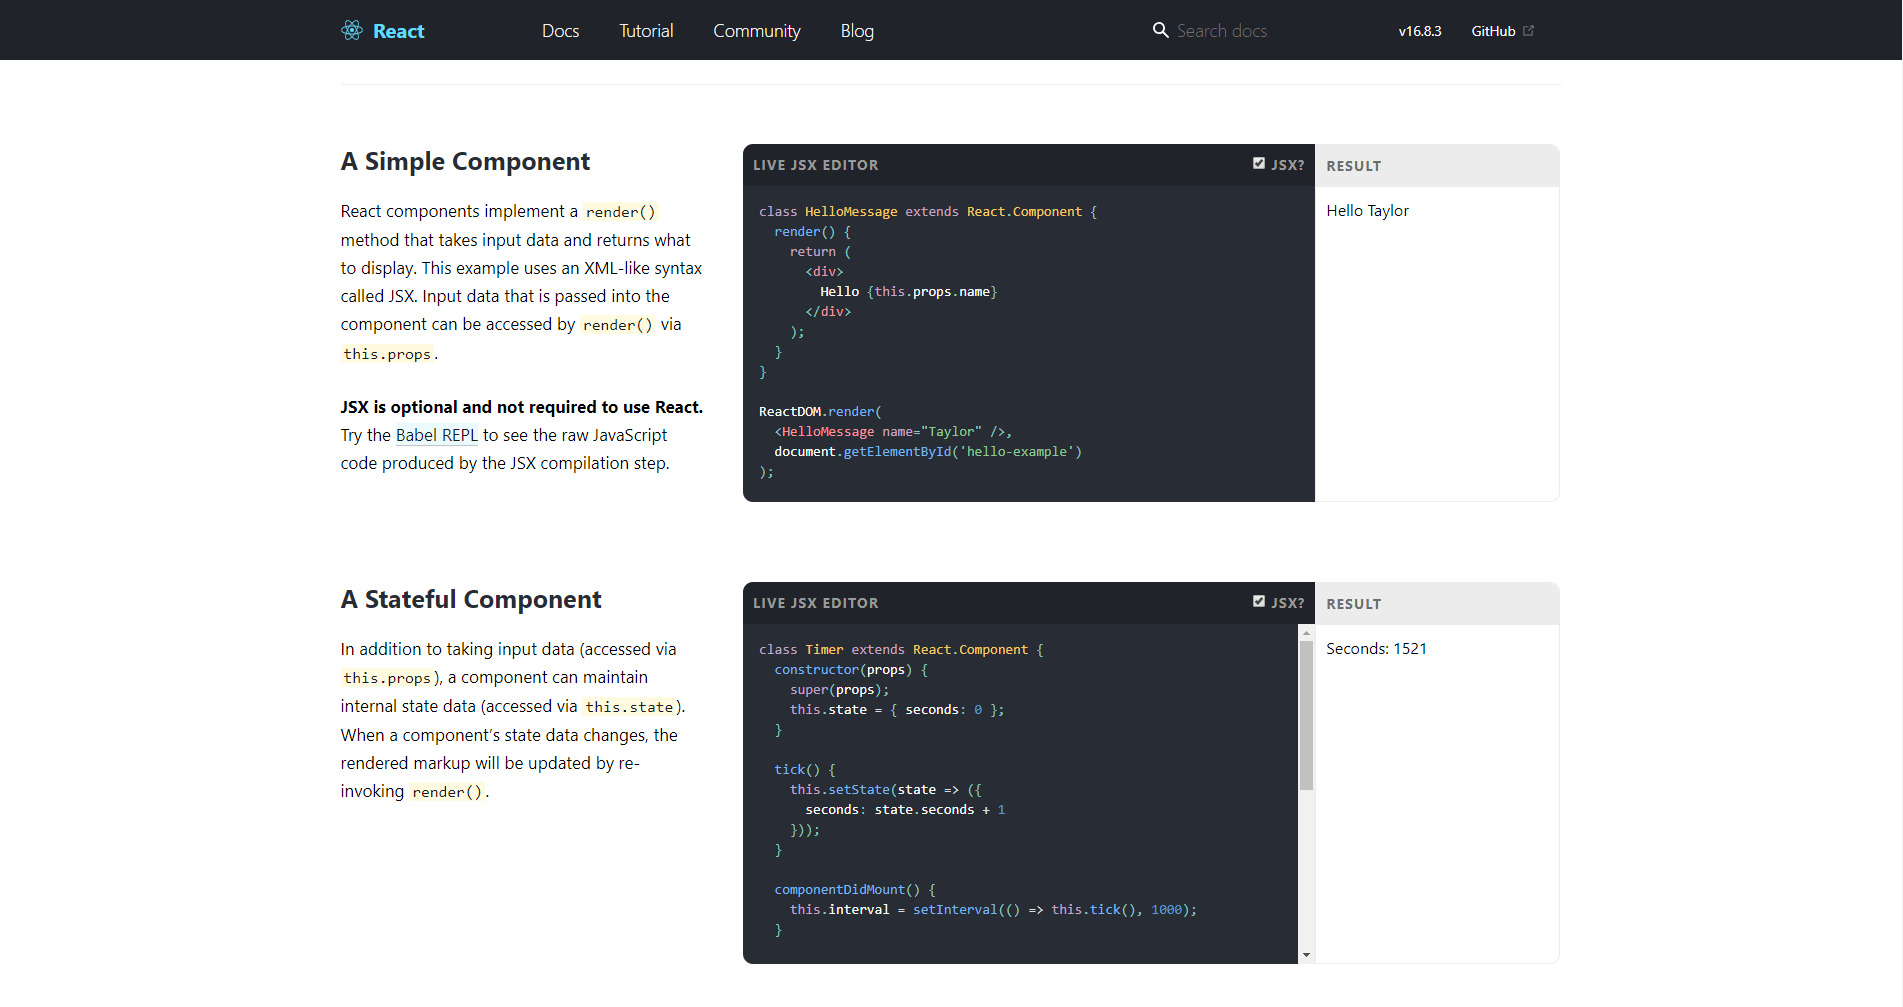 React Docs Tutorial Community Blog Search docs v16.8.3 GitHub
A Simple Component
React components implement a render()
method that takes input data and returns what
to display. This example uses an XML-like syntax
called JSX. Input data that is passed into the
component can be accessed by render() via
this.props.
JSX is optional and not required to use React.
Try the Babel REPL to see the raw JavaScript
code produced by the JSX compilation step.
LIVE JSX EDITOR JSX?
class HelloMessage extends React.Component {
  render() {
    return (
      <div>
        Hello {this.props.name}
      </div>
    );
  }
}
ReactDOM.render(
  <HelloMessage name="Taylor" />,
  document.getElementById('hello-example')
);
RESULT
Hello Taylor
A Stateful Component
In addition to taking input data (accessed via
this.props), a component can maintain
internal state data (accessed via this.state).
When a component’s state data changes, the
rendered markup will be updated by re-
invoking render().
LIVE JSX EDITOR JSX?
class Timer extends React.Component {
  constructor(props) {
    super(props);
    this.state = { seconds: 0 };
  }
  tick() {
    this.setState(state => ({
      seconds: state.seconds + 1
    }));
  }
  componentDidMount() {
    this.interval = setInterval(() => this.tick(), 1000);
  }
RESULT
Seconds: 1521